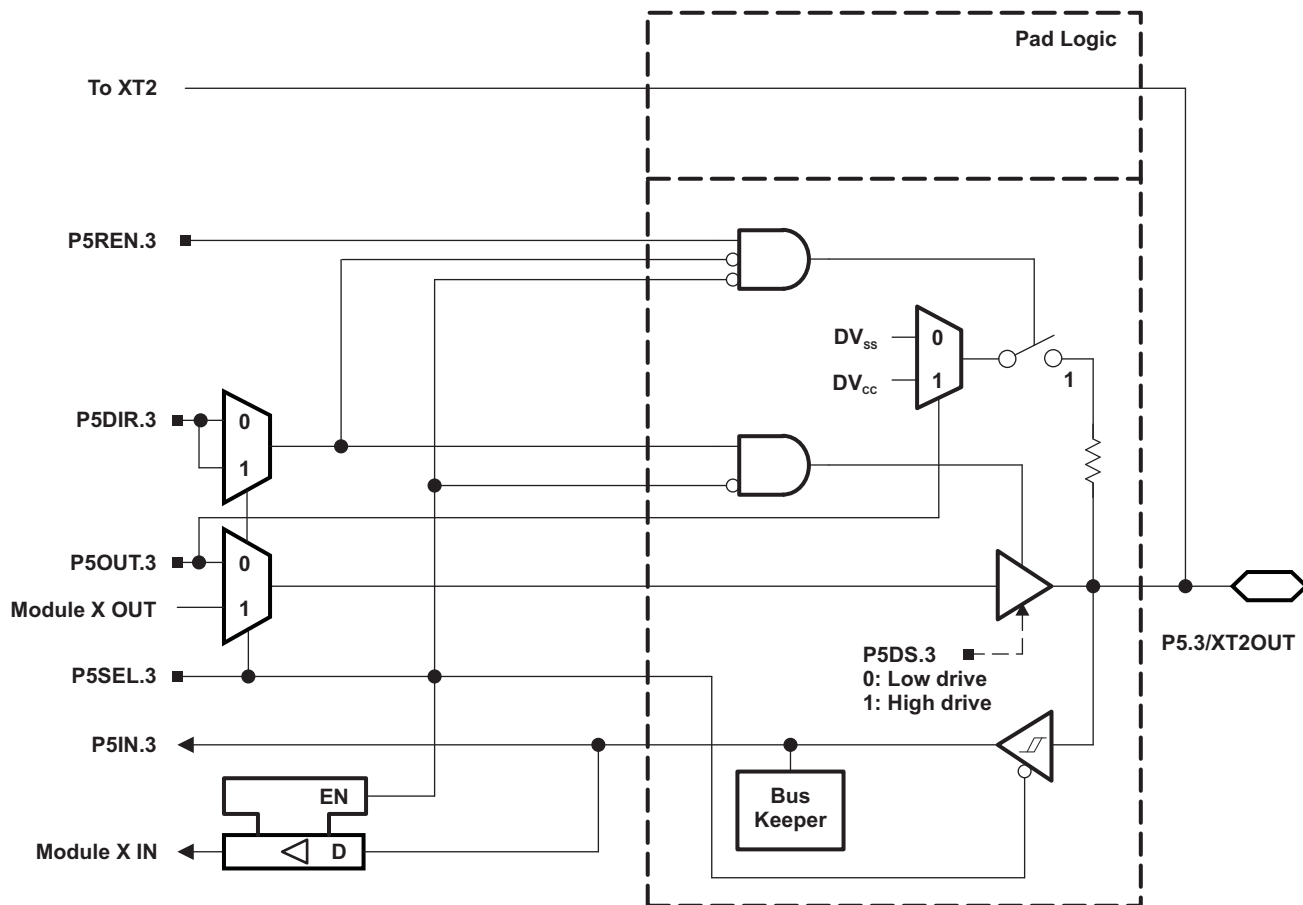 Pad Logic
To XT2
P5REN.3
DVSS
0
DVCC
1
1
P5DIR.3
0
1
P5OUT.3
0
Module X OUT
1
P5SEL.3
P5DS.3
0: Low drive
1: High drive
P5.3/XT2OUT
P5IN.3
EN
Bus
Keeper
Module X IN
D